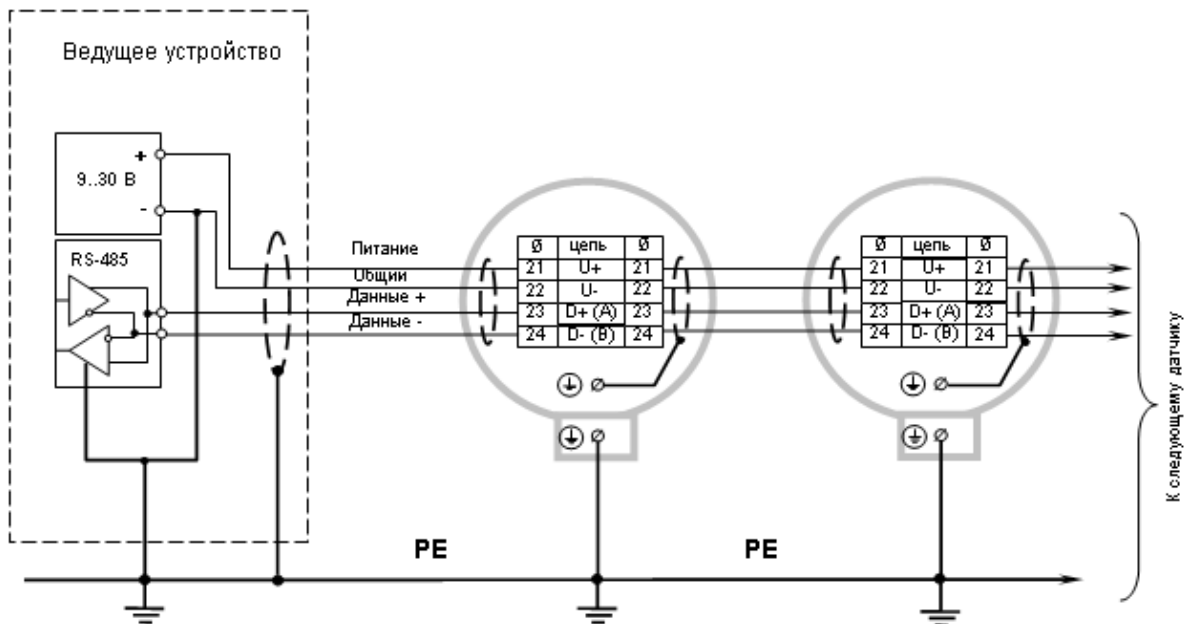 Ведущее устройство
+
9..30 В
-
RS-485
Питание
Общий
Данные +
Данные -
Ø цепь Ø
21 U+ 21
22 U- 22
23 D+ (A) 23
24 D- (B) 24
Ø цепь Ø
21 U+ 21
22 U- 22
23 D+ (A) 23
24 D- (B) 24
К следующему датчику
PE
PE